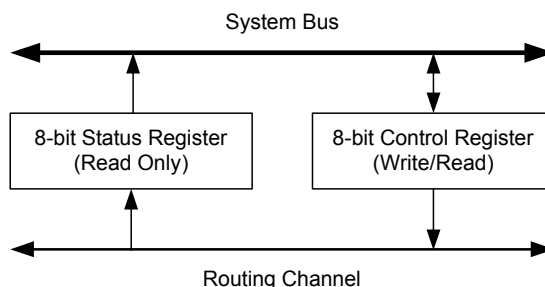 System Bus
8-bit Status Register
(Read Only)
8-bit Control Register
(Write/Read)
Routing Channel